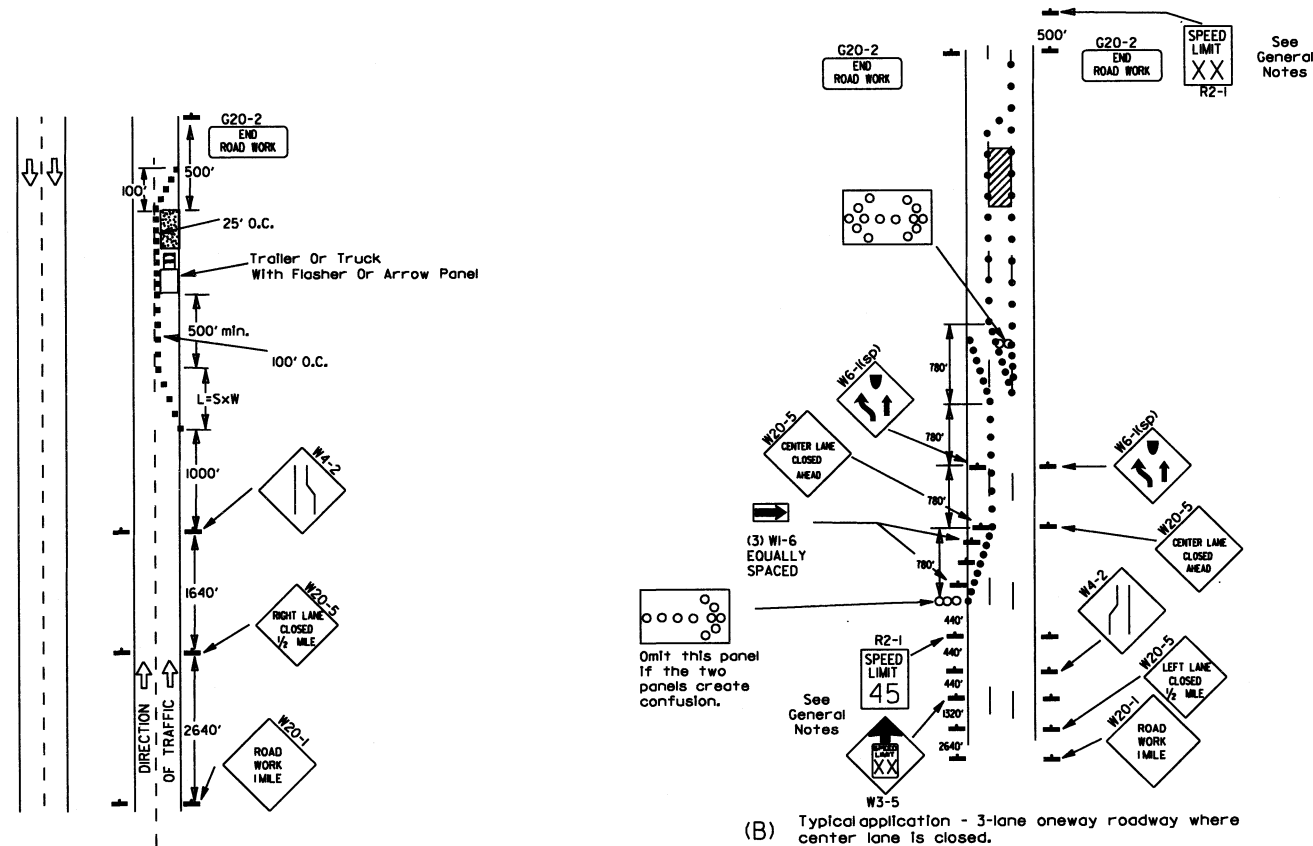 G20-2
END
ROAD WORK
500'
100'
25' O.C.
Trailer Or Truck
With Flasher Or Arrow Panel
500' min.
100' O.C.
L=SxW
1000'
W4-2
1640'
W20-5
RIGHT LANE
CLOSED
1/2 MILE
2640'
DIRECTION
OF TRAFFIC
W20-1
ROAD
WORK
1 MILE
500'
SPEED
LIMIT
XX
R2-1
See
General
Notes
G20-2
END
ROAD WORK
G20-2
END
ROAD WORK
780'
W6-1(sp)
780'
W20-5
CENTER LANE
CLOSED
AHEAD
780'
(3) W1-6
EQUALLY
SPACED
780'
W6-1(sp)
W20-5
CENTER LANE
CLOSED
AHEAD
W4-2
440'
440'
440'
1320'
2640'
Omit this panel
if the two
panels create
confusion.
R2-1
SPEED
LIMIT
45
See
General
Notes
SPEED
LIMIT
XX
W3-5
W20-5
LEFT LANE
CLOSED
1/2 MILE
W20-1
ROAD
WORK
1 MILE
(B) Typical application - 3-lane oneway roadway where
center lane is closed.